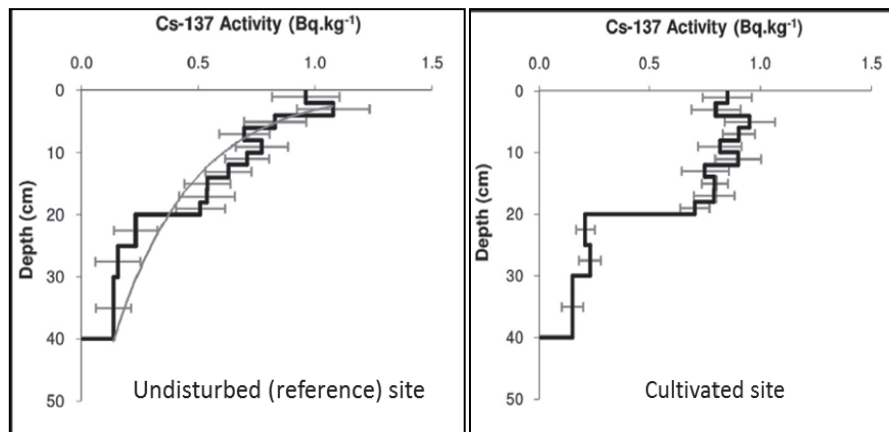 Cs-137 Activity (Bq.kg⁻¹)
0.0 0.5 1.0 1.5
0
10
20
30
40
50
Depth (cm)
Undisturbed (reference) site
Cs-137 Activity (Bq.kg⁻¹)
0.0 0.5 1.0 1.5
0
10
20
30
40
50
Depth (cm)
Cultivated site